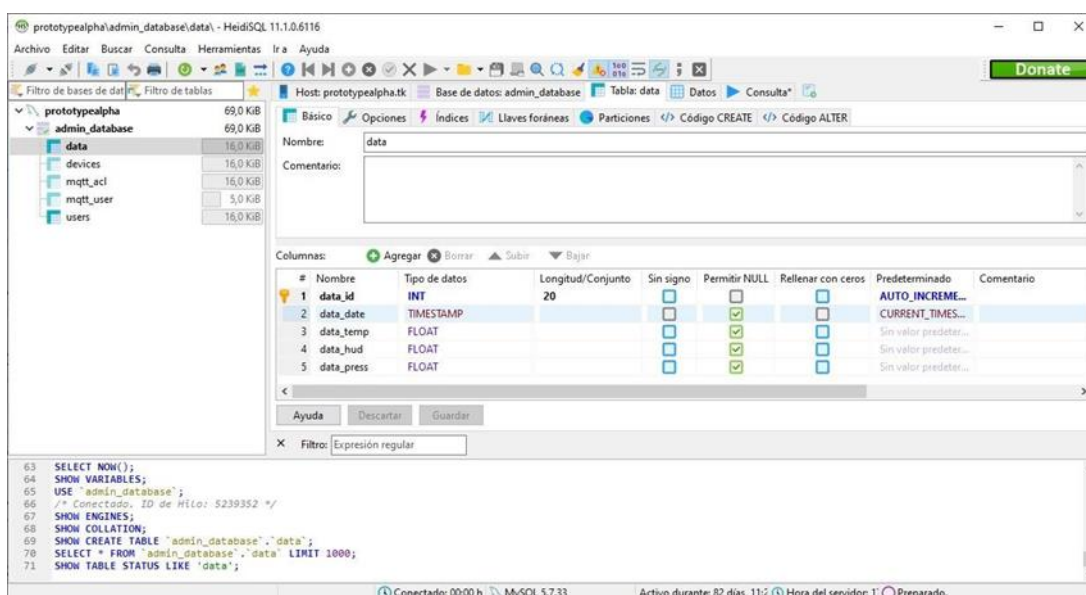 prototypealpha\admin_database\data\ - HeidiSQL 11.1.0.6116
Archivo Editar Buscar Consulta Herramientas Ir a Ayuda
Donate
Filtro de bases de dat Filtro de tablas
Host: prototypealpha.tk Base de datos: admin_database Tabla: data Datos Consulta*
prototypealpha 69,0 KiB
admin_database 69,0 KiB
data 16,0 KiB
devices 16,0 KiB
mqtt_acl 16,0 KiB
mqtt_user 5,0 KiB
users 16,0 KiB
Básico Opciones Índices Llaves foráneas Particiones </> Código CREATE </> Código ALTER
Nombre: data
Comentario:
Columnas: Agregar Borrar Subir Bajar
# Nombre Tipo de datos Longitud/Conjunto Sin signo Permitir NULL Rellenar con ceros Predeterminado Comentario
1 data_id INT 20 AUTO_INCREME...
2 data_date TIMESTAMP CURRENT_TIMES...
3 data_temp FLOAT Sin valor predeter...
4 data_hud FLOAT Sin valor predeter...
5 data_press FLOAT Sin valor predeter...
Ayuda Descartar Guardar
Filtro: Expresión regular
63 SELECT NOW();
64 SHOW VARIABLES;
65 USE `admin_database`;
66 /* Conectado. ID de Hilo: 5239352 */
67 SHOW ENGINES;
68 SHOW COLLATION;
69 SHOW CREATE TABLE `admin_database`.`data`;
70 SELECT * FROM `admin_database`.`data` LIMIT 1000;
71 SHOW TABLE STATUS LIKE 'data';
Conectado: 00:00 h MySQL 5.7.33 Activo durante: 82 días, 11:2 Hora del servidor: 1 Preparado.